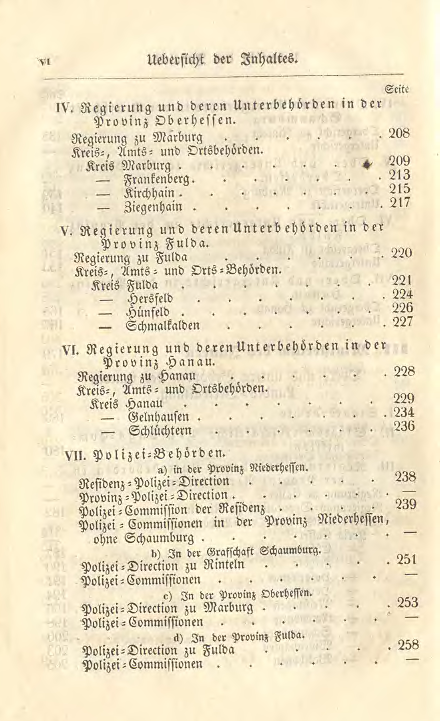 VI Uebersicht der Inhaltes.
Seite
IV. Regierung und deren Unterbehörden in der
Provinz Oberhessen.
Regierung zu Marburg . . . . . 208
Kreis-, Amts- und Ortsbehörden.
Kreis Marburg . . . . . 209
— Frankenberg. . . . . . 213
— Kirchhain . . . . . . 215
— Ziegenhain . . . . . . 217
V. Regierung und deren Unterbehörden in der
Provinz Fulda.
Regierung zu Fulda . . . . . 220
Kreis-, Amts- und Orts-Behörden.
Kreis Fulda . . . . . . 221
— Hersfeld . . . . . . 224
— Hünfeld . . . . . . 226
— Schmalkalden . . . . . 227
VI. Regierung und deren Unterbehörden in der
Provinz Hanau.
Regierung zu Hanau . . . . . 228
Kreis-, Amts- und Ortsbehörden.
Kreis Hanau . . . . . . 229
— Gelnhausen . . . . . . 234
— Schlüchtern . . . . . 236
VII. Polizei-Behörden.
a) in der Provinz Niederhessen.
Residenz-Polizei-Direction . . . . 238
Provinz-Polizei-Direction . . . . . —
Polizei-Commission der Residenz . . . . 239
Polizei-Commissionen in der Provinz Niederhessen,
ohne Schaumburg . . . . . . —
b) In der Grafschaft Schaumburg.
Polizei-Direction zu Rinteln . . . . 251
Polizei-Commissionen . . . . . —
c) In der Provinz Oberhessen.
Polizei-Direction zu Marburg . . . . 253
Polizei-Commissionen . . . . . —
d) In der Provinz Fulda.
Polizei-Direction zu Fulda . . . . 258
Polizei-Commissionen . . . . . —